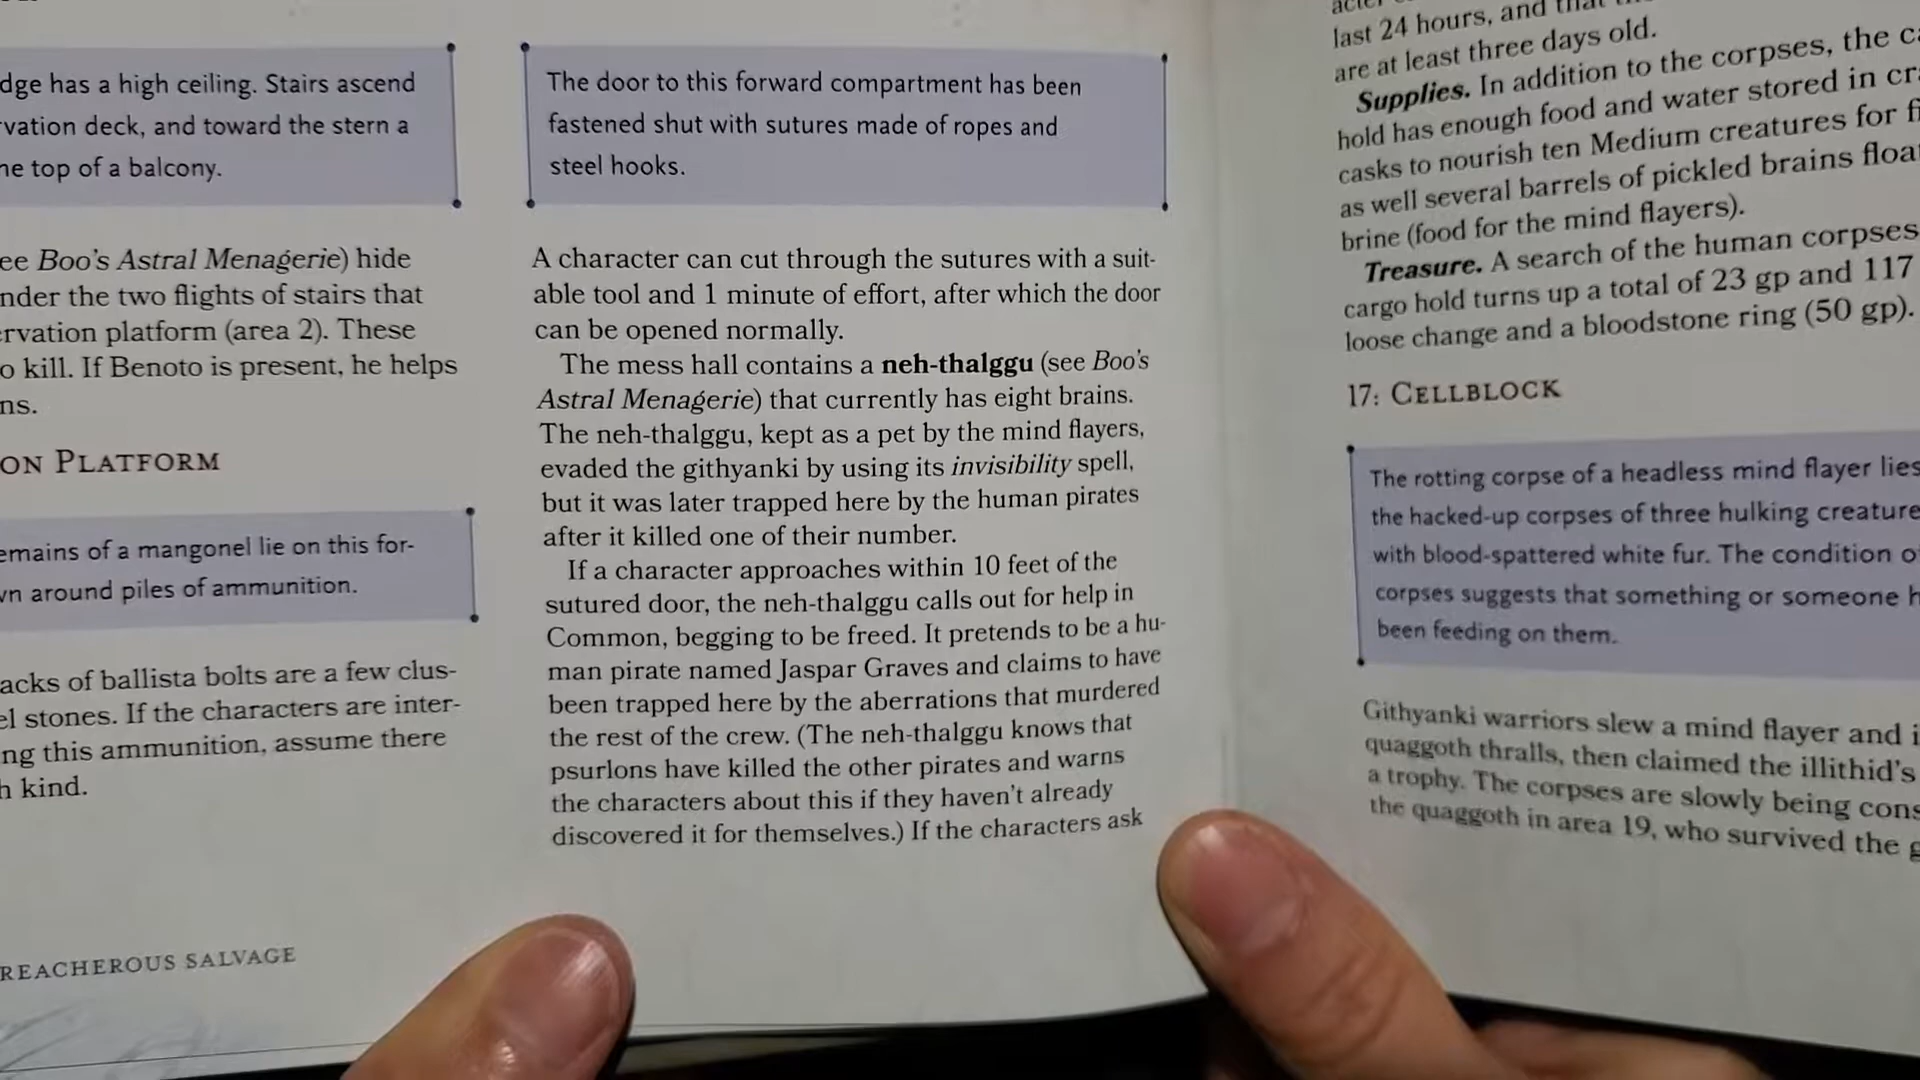 dge has a high ceiling. Stairs ascend
vation deck, and toward the stern a
he top of a balcony.
ee Boo's Astral Menagerie) hide
nder the two flights of stairs that
ervation platform (area 2). These
o kill. If Benoto is present, he helps
ns.
ON PLATFORM
emains of a mangonel lie on this for-
wn around piles of ammunition.
acks of ballista bolts are a few clus-
el stones. If the characters are inter-
ng this ammunition, assume there
h kind.
REACHEROUS SALVAGE
The door to this forward compartment has been
fastened shut with sutures made of ropes and
steel hooks.
A character can cut through the sutures with a suit-
able tool and 1 minute of effort, after which the door
can be opened normally.
The mess hall contains a neh-thalggu (see Boo's
Astral Menagerie) that currently has eight brains.
The neh-thalggu, kept as a pet by the mind flayers,
evaded the githyanki by using its invisibility spell,
but it was later trapped here by the human pirates
after it killed one of their number.
If a character approaches within 10 feet of the
sutured door, the neh-thalggu calls out for help in
Common, begging to be freed. It pretends to be a hu-
man pirate named Jaspar Graves and claims to have
been trapped here by the aberrations that murdered
the rest of the crew. (The neh-thalggu knows that
psurlons have killed the other pirates and warns
the characters about this if they haven't already
discovered it for themselves.) If the characters ask
last 24 hours, and that
are at least three days old.
Supplies. In addition to the corpses, the ca
hold has enough food and water stored in cra
casks to nourish ten Medium creatures for fi
as well several barrels of pickled brains floa
brine (food for the mind flayers).
Treasure. A search of the human corpses
cargo hold turns up a total of 23 gp and 117
loose change and a bloodstone ring (50 gp).
17: CELLBLOCK
The rotting corpse of a headless mind flayer lies
the hacked-up corpses of three hulking creature
with blood-spattered white fur. The condition o
corpses suggests that something or someone h
been feeding on them.
Githyanki warriors slew a mind flayer and i
quaggoth thralls, then claimed the illithid's
a trophy. The corpses are slowly being cons
the quaggoth in area 19, who survived the g